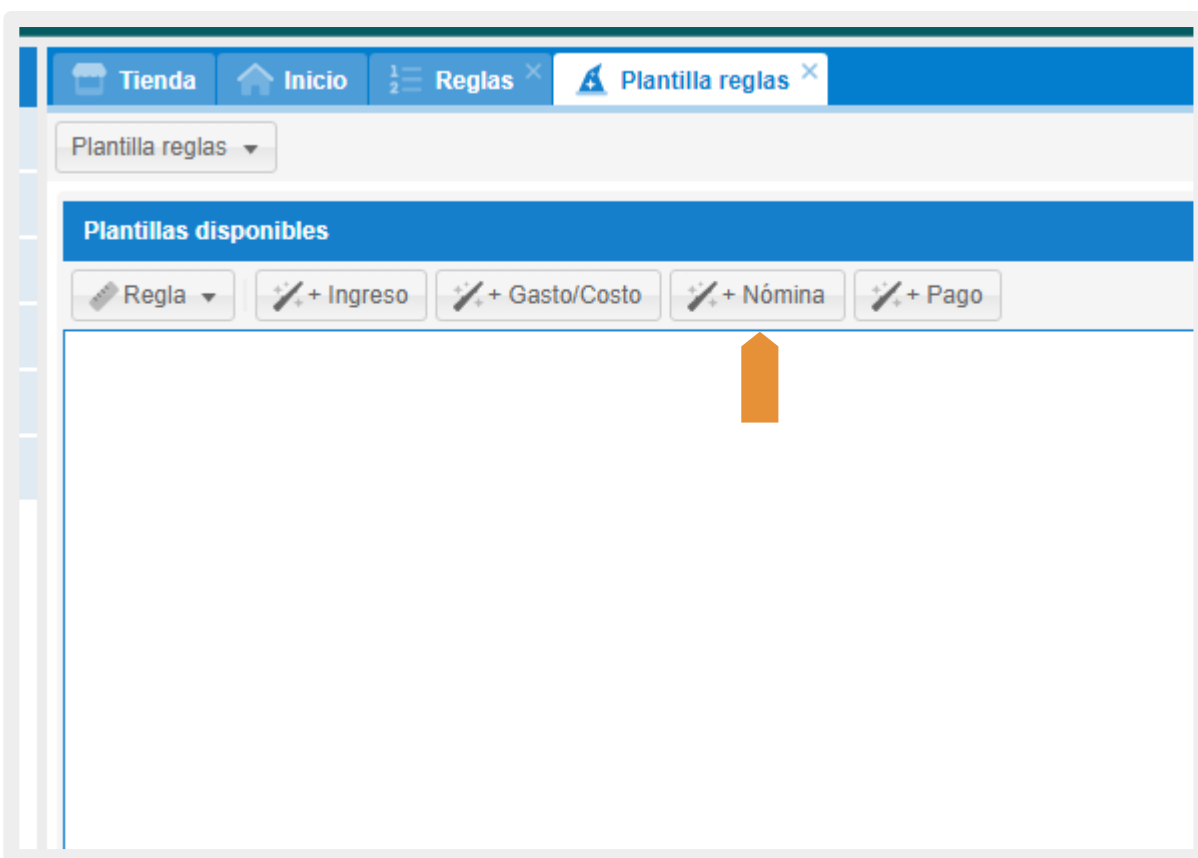 Tienda Inicio Reglas Plantilla reglas
Plantilla reglas
Plantillas disponibles
Regla + Ingreso + Gasto/Costo + Nómina + Pago